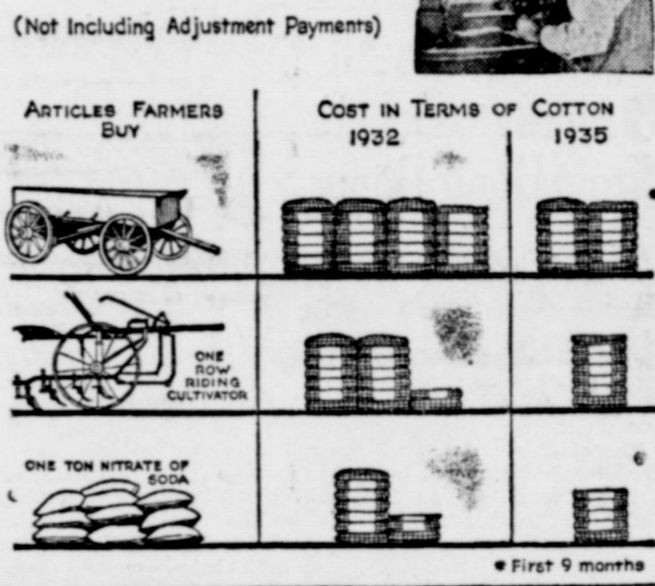 (Not Including Adjustment Payments)
ARTICLES FARMERS
BUY
COST IN TERMS OF COTTON
1932
1935
ONE
ROW
RIDING
CULTIVATOR
ONE TON NITRATE OF
SODA
* First 9 months